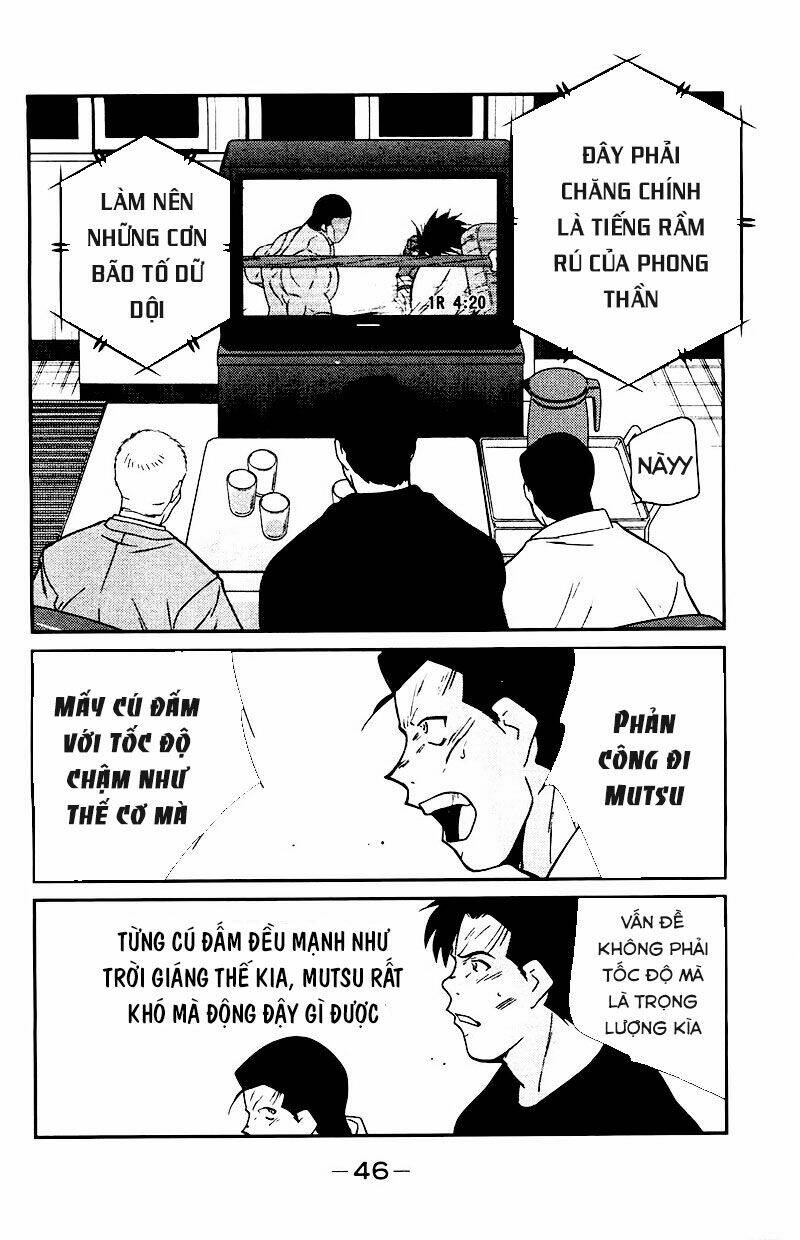 ĐÂY PHẢI
CHĂNG CHÍNH
LÀ TIẾNG RẦM
RÚ CỦA PHONG
THẦN
LÀM NÊN
NHỮNG CƠN
BÃO TỐ DỮ
DỘI
1R 4:20
NÀYY
PHẢN
CÔNG ĐI
MUTSU
MẤY CÚ ĐẤM
VỚI TỐC ĐỘ
CHẬM NHƯ
THẾ CƠ MÀ
VẤN ĐỀ
KHÔNG PHẢI
TỐC ĐỘ MÀ
LÀ TRỌNG
LƯỢNG KÌA
TỪNG CÚ ĐẤM ĐỀU MẠNH NHƯ
TRỜI GIÁNG THẾ KIA, MUTSU RẤT
KHÓ MÀ ĐỘNG ĐẬY GÌ ĐƯỢC
-46-